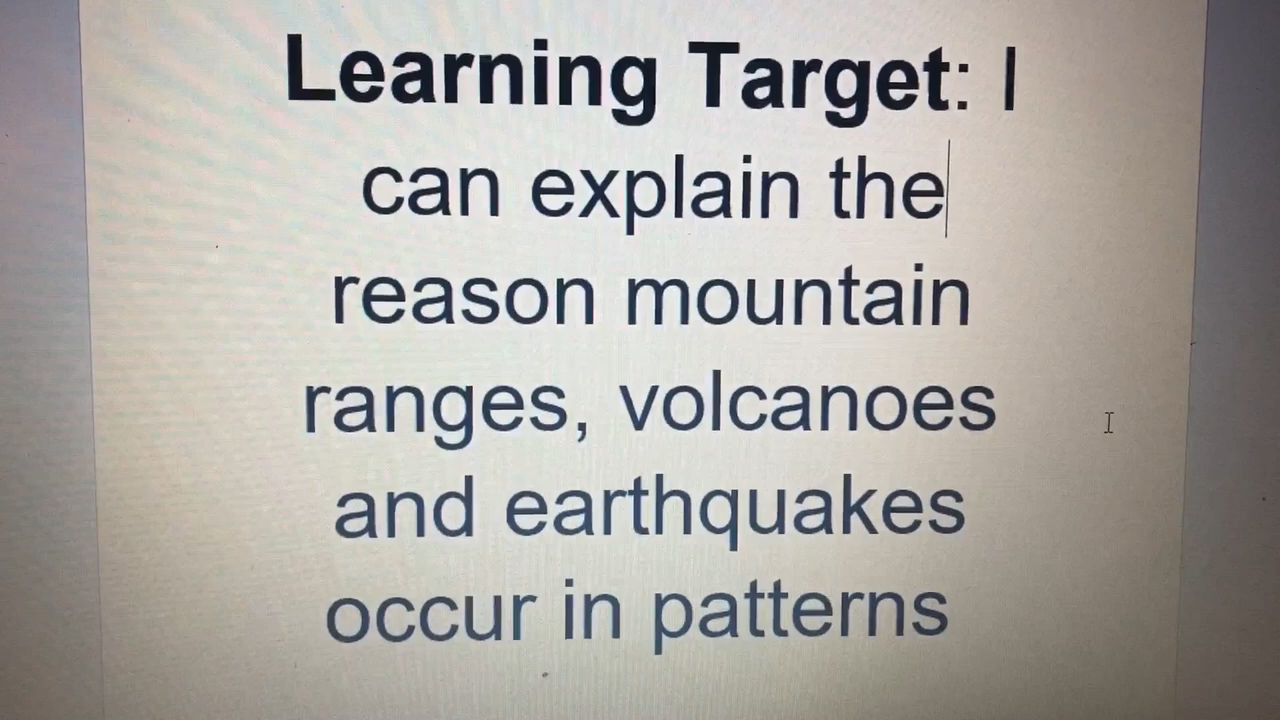 Learning Target: I
can explain the
reason mountain
ranges, volcanoes
and earthquakes
occur in patterns